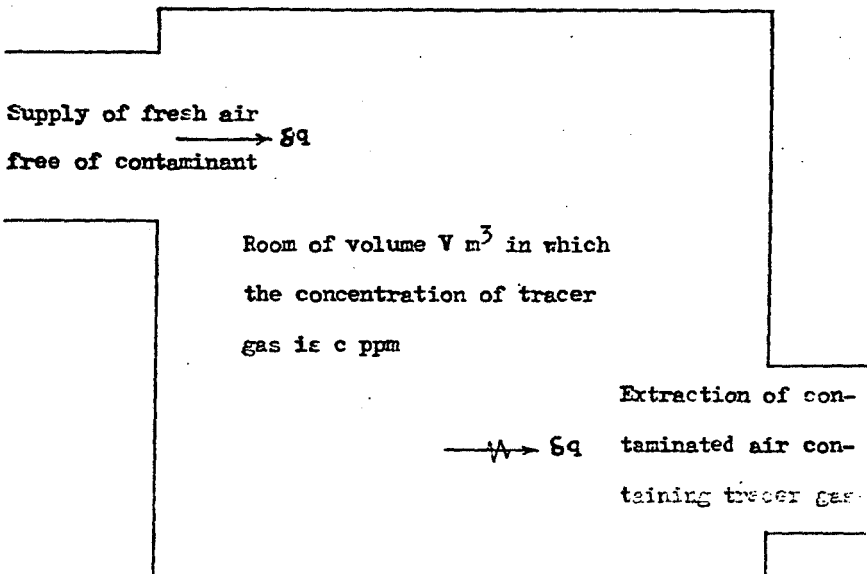 Supply of fresh air
δq
free of contaminant
Room of volume V m³ in which
the concentration of tracer
gas is c ppm
Extraction of con-
δq taminated air con-
taining tracer gas